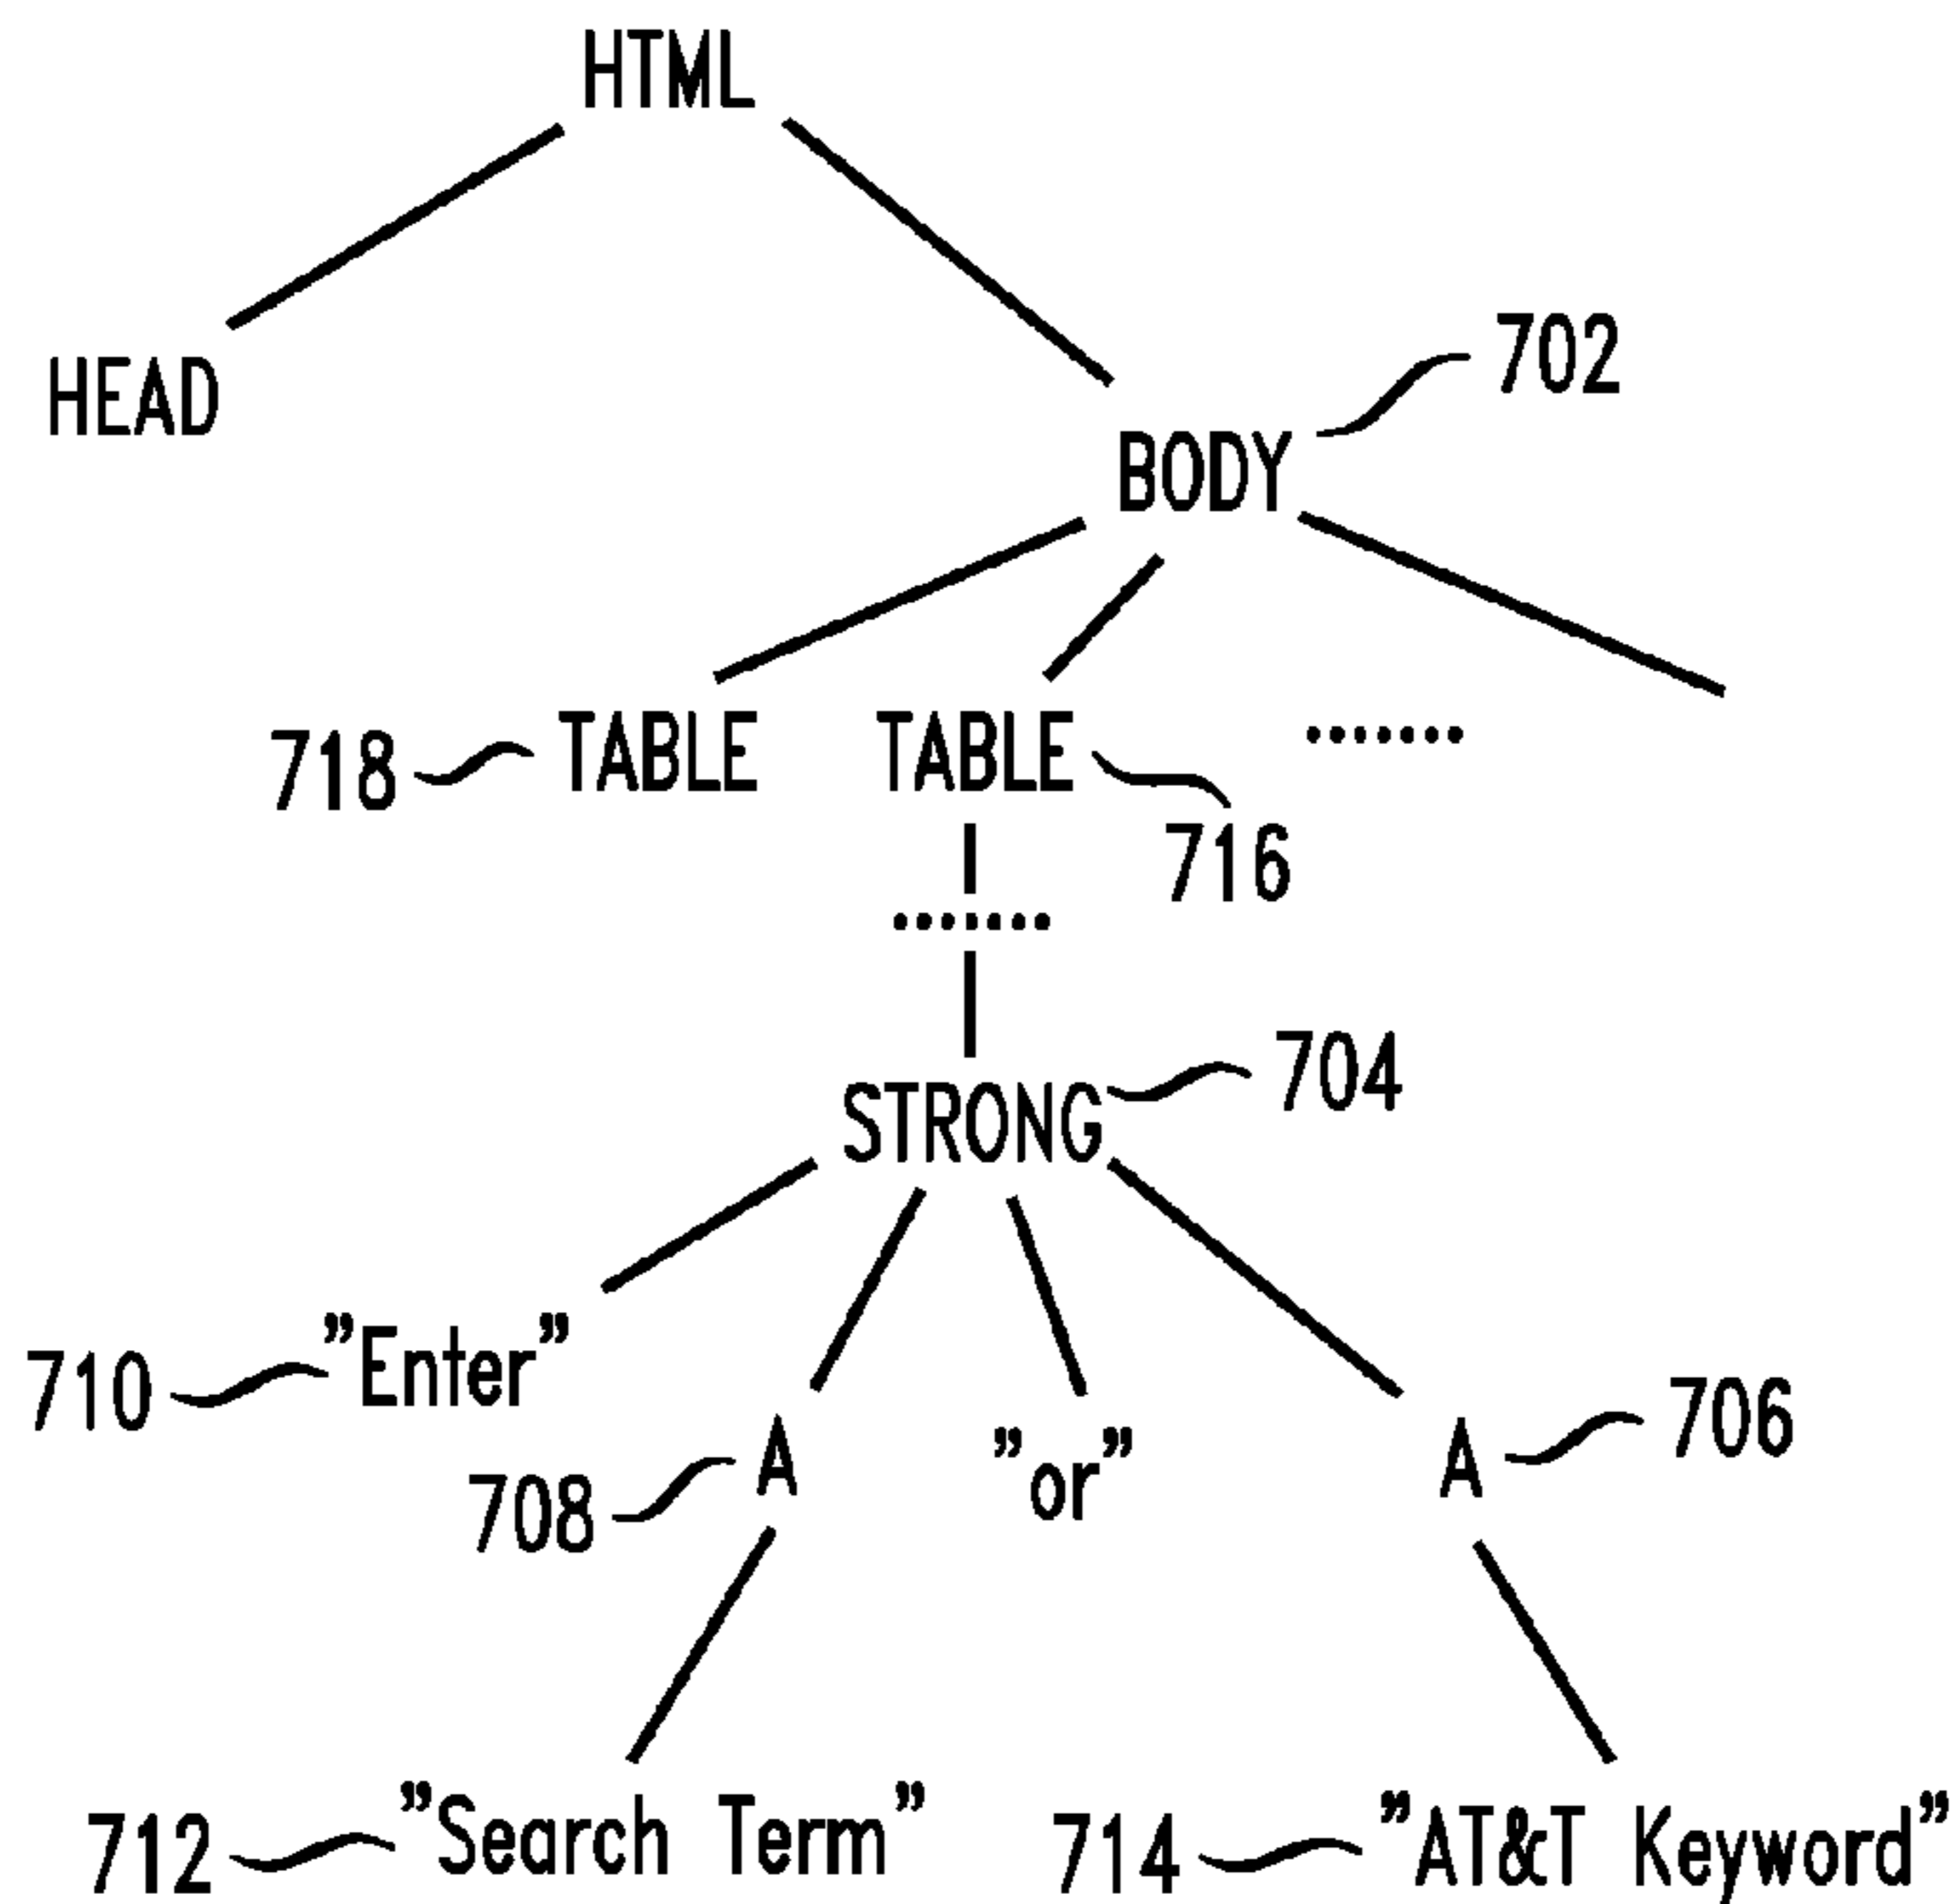 HTML
HEAD
702
BODY
718 TABLE TABLE .......
716
.......
704
STRONG
710 "Enter"
708 A "or" A 706
712 "Search Term" 714 "AT&T Keyword"